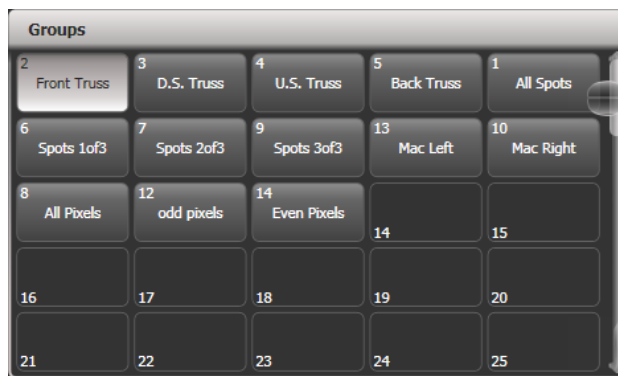 Groups
2 3 4 5 1
Front Truss D.S. Truss U.S. Truss Back Truss All Spots
6 7 9 13 10
Spots 1of3 Spots 2of3 Spots 3of3 Mac Left Mac Right
8 12 14
All Pixels odd pixels Even Pixels
14 15
16 17 18 19 20
21 22 23 24 25